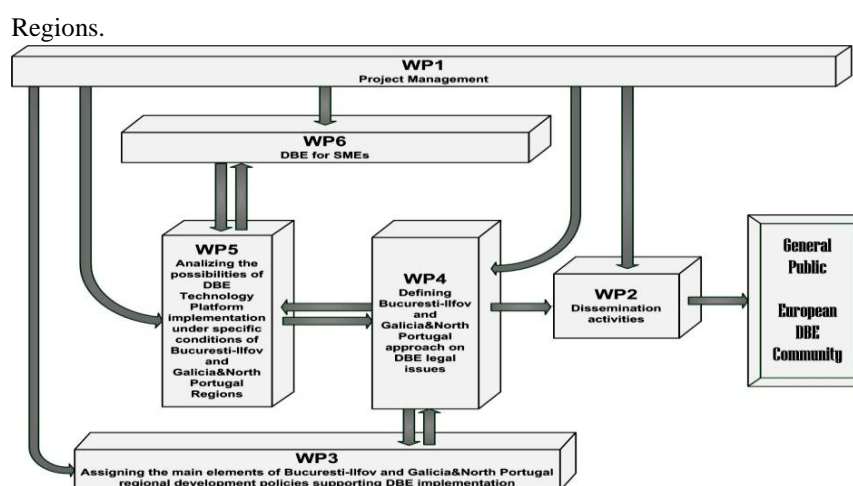 Regions.
WP1
Project Management
WP6
DBE for SMEs
WP5
Analizing the
possibilities of
DBE
Technology
Platform
implementation
under specific
conditions of
Bucuresti-Ilfov
and
Galicia&North
Portugal
Regions
WP4
Defining
Bucuresti-Ilfov
and
Galicia&North
Portugal
approach on
DBE legal
issues
WP2
Dissemination
activities
General
Public
European
DBE
Community
WP3
Assigning the main elements of Bucuresti-Ilfov and Galicia&North Portugal
regional development policies supporting DBE implementation